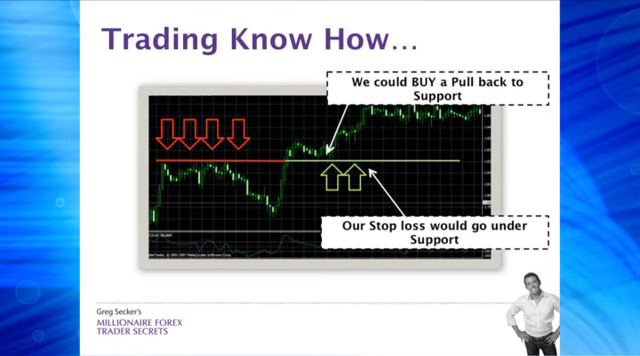 Trading Know How...
We could BUY a Pull back to
Support
Our Stop loss would go under
Support
Greg Secker's
MILLIONAIRE FOREX
TRADER SECRETS